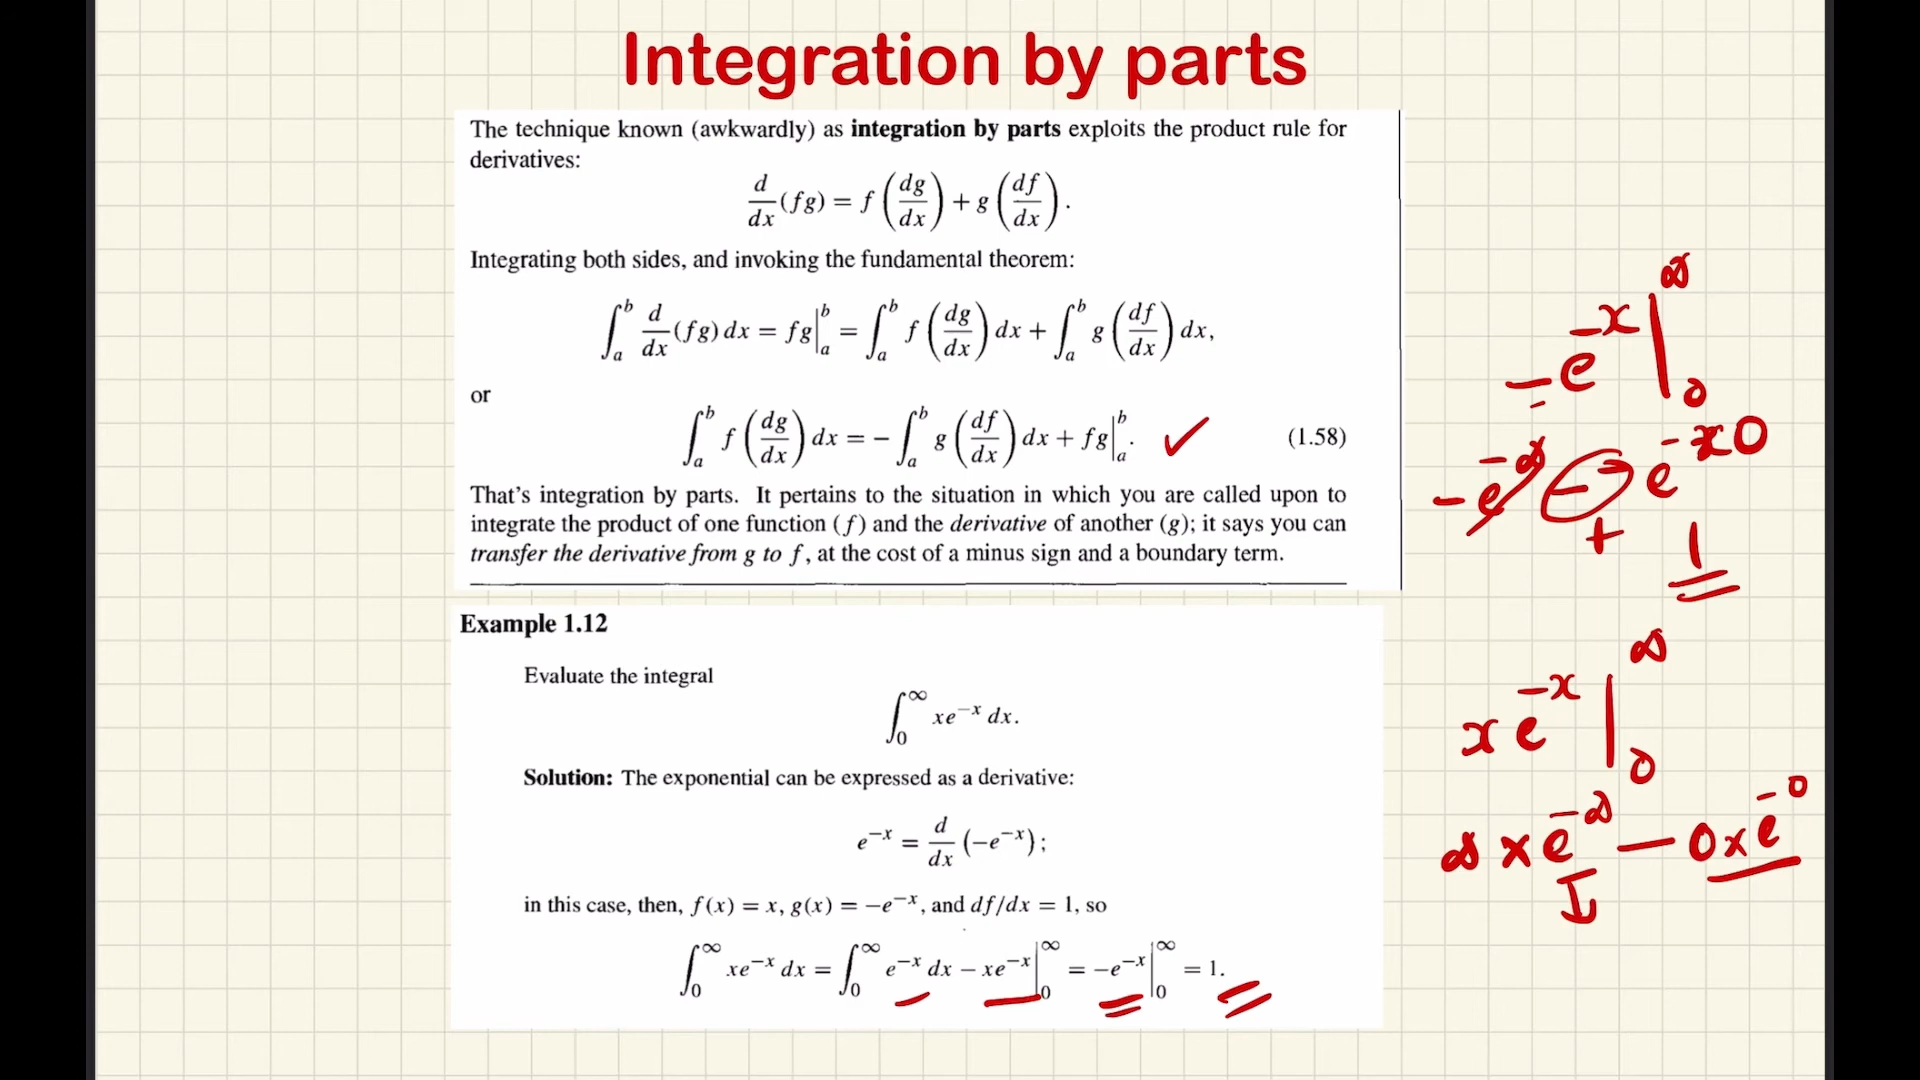 Integration by parts
The technique known (awkwardly) as integration by parts exploits the product rule for
derivatives:
d/dx (fg) = f (dg/dx) + g (df/dx).
Integrating both sides, and invoking the fundamental theorem:
∫_a^b d/dx (fg) dx = fg|_a^b = ∫_a^b f (dg/dx) dx + ∫_a^b g (df/dx) dx,
or
∫_a^b f (dg/dx) dx = − ∫_a^b g (df/dx) dx + fg|_a^b. ✓ (1.58)
That's integration by parts. It pertains to the situation in which you are called upon to
integrate the product of one function (f) and the derivative of another (g); it says you can
transfer the derivative from g to f, at the cost of a minus sign and a boundary term.
Example 1.12
Evaluate the integral
∫_0^∞ xe^−x dx.
Solution: The exponential can be expressed as a derivative:
e^−x = d/dx (−e^−x);
in this case, then, f(x) = x, g(x) = −e^−x, and df/dx = 1, so
∫_0^∞ xe^−x dx = ∫_0^∞ e^−x dx − xe^−x|_0^∞ = −e^−x|_0^∞ = 1.
−e^−x|_0^∞
−e^−∞ − e^−x0
+ 1
xe^−x|_0^∞
∞ × e^−∞ − 0 × e^−0